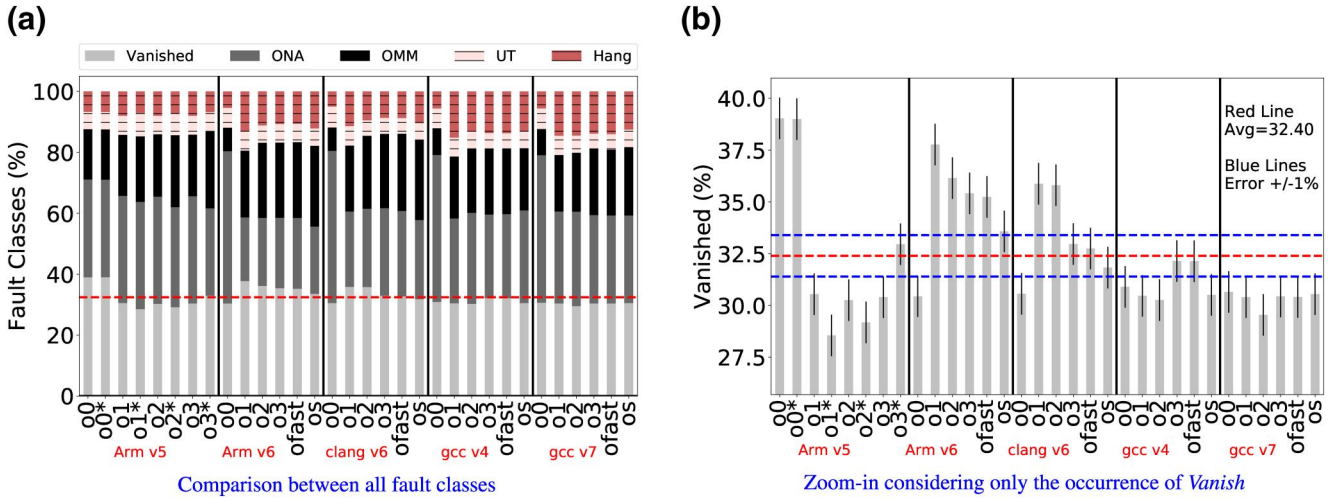 (a)
Vanished ONA OMM UT Hang
Fault Classes (%)
100
80
60
40
20
0
o0 o0* o1 o1* o2 o2* o3 o3* o0 o1 o2 o3 ofast os o0 o1 o2 o3 ofast os o0 o1 o2 o3 ofast os o0 o1 o2 o3 ofast os
Arm v5 Arm v6 clang v6 gcc v4 gcc v7
Comparison between all fault classes
(b)
Vanished (%)
40.0
37.5
35.0
32.5
30.0
27.5
Red Line
Avg=32.40
Blue Lines
Error +/-1%
o0 o0* o1 o1* o2 o2* o3 o3* o0 o1 o2 o3 ofast os o0 o1 o2 o3 ofast os o0 o1 o2 o3 ofast os o0 o1 o2 o3 ofast os
Arm v5 Arm v6 clang v6 gcc v4 gcc v7
Zoom-in considering only the occurrence of Vanish